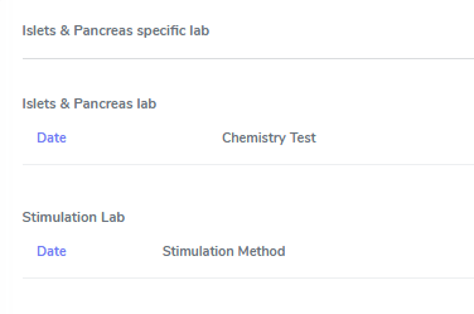 Islets & Pancreas specific lab
Islets & Pancreas lab
Date Chemistry Test
Stimulation Lab
Date Stimulation Method